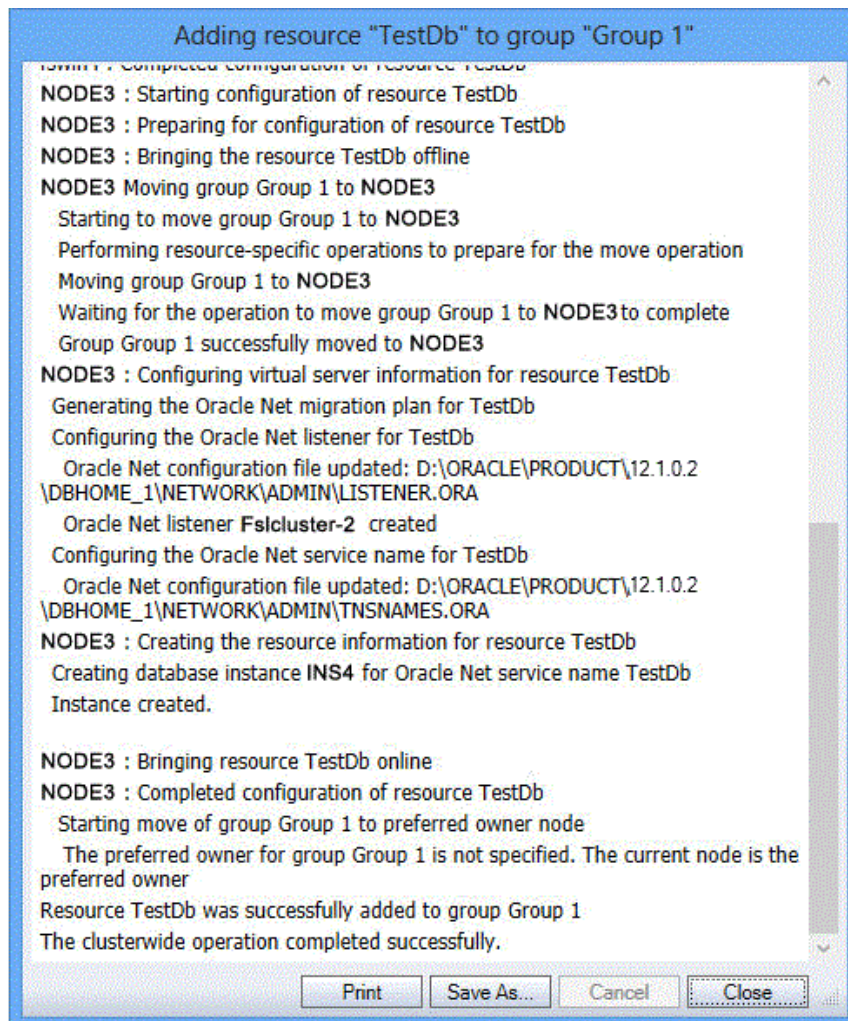 Adding resource "TestDb" to group "Group 1"
Completed configuration of resource TestDb
NODE3 : Starting configuration of resource TestDb
NODE3 : Preparing for configuration of resource TestDb
NODE3 : Bringing the resource TestDb offline
NODE3 Moving group Group 1 to NODE3
Starting to move group Group 1 to NODE3
Performing resource-specific operations to prepare for the move operation
Moving group Group 1 to NODE3
Waiting for the operation to move group Group 1 to NODE3 to complete
Group Group 1 successfully moved to NODE3
NODE3 : Configuring virtual server information for resource TestDb
Generating the Oracle Net migration plan for TestDb
Configuring the Oracle Net listener for TestDb
Oracle Net configuration file updated: D:\ORACLE\PRODUCT\12.1.0.2
\DBHOME_1\NETWORK\ADMIN\LISTENER.ORA
Oracle Net listener Fslcluster-2 created
Configuring the Oracle Net service name for TestDb
Oracle Net configuration file updated: D:\ORACLE\PRODUCT\12.1.0.2
\DBHOME_1\NETWORK\ADMIN\TNSNAMES.ORA
NODE3 : Creating the resource information for resource TestDb
Creating database instance INS4 for Oracle Net service name TestDb
Instance created.
NODE3 : Bringing resource TestDb online
NODE3 : Completed configuration of resource TestDb
Starting move of group Group 1 to preferred owner node
The preferred owner for group Group 1 is not specified. The current node is the
preferred owner
Resource TestDb was successfully added to group Group 1
The clusterwide operation completed successfully.
Print Save As... Cancel Close